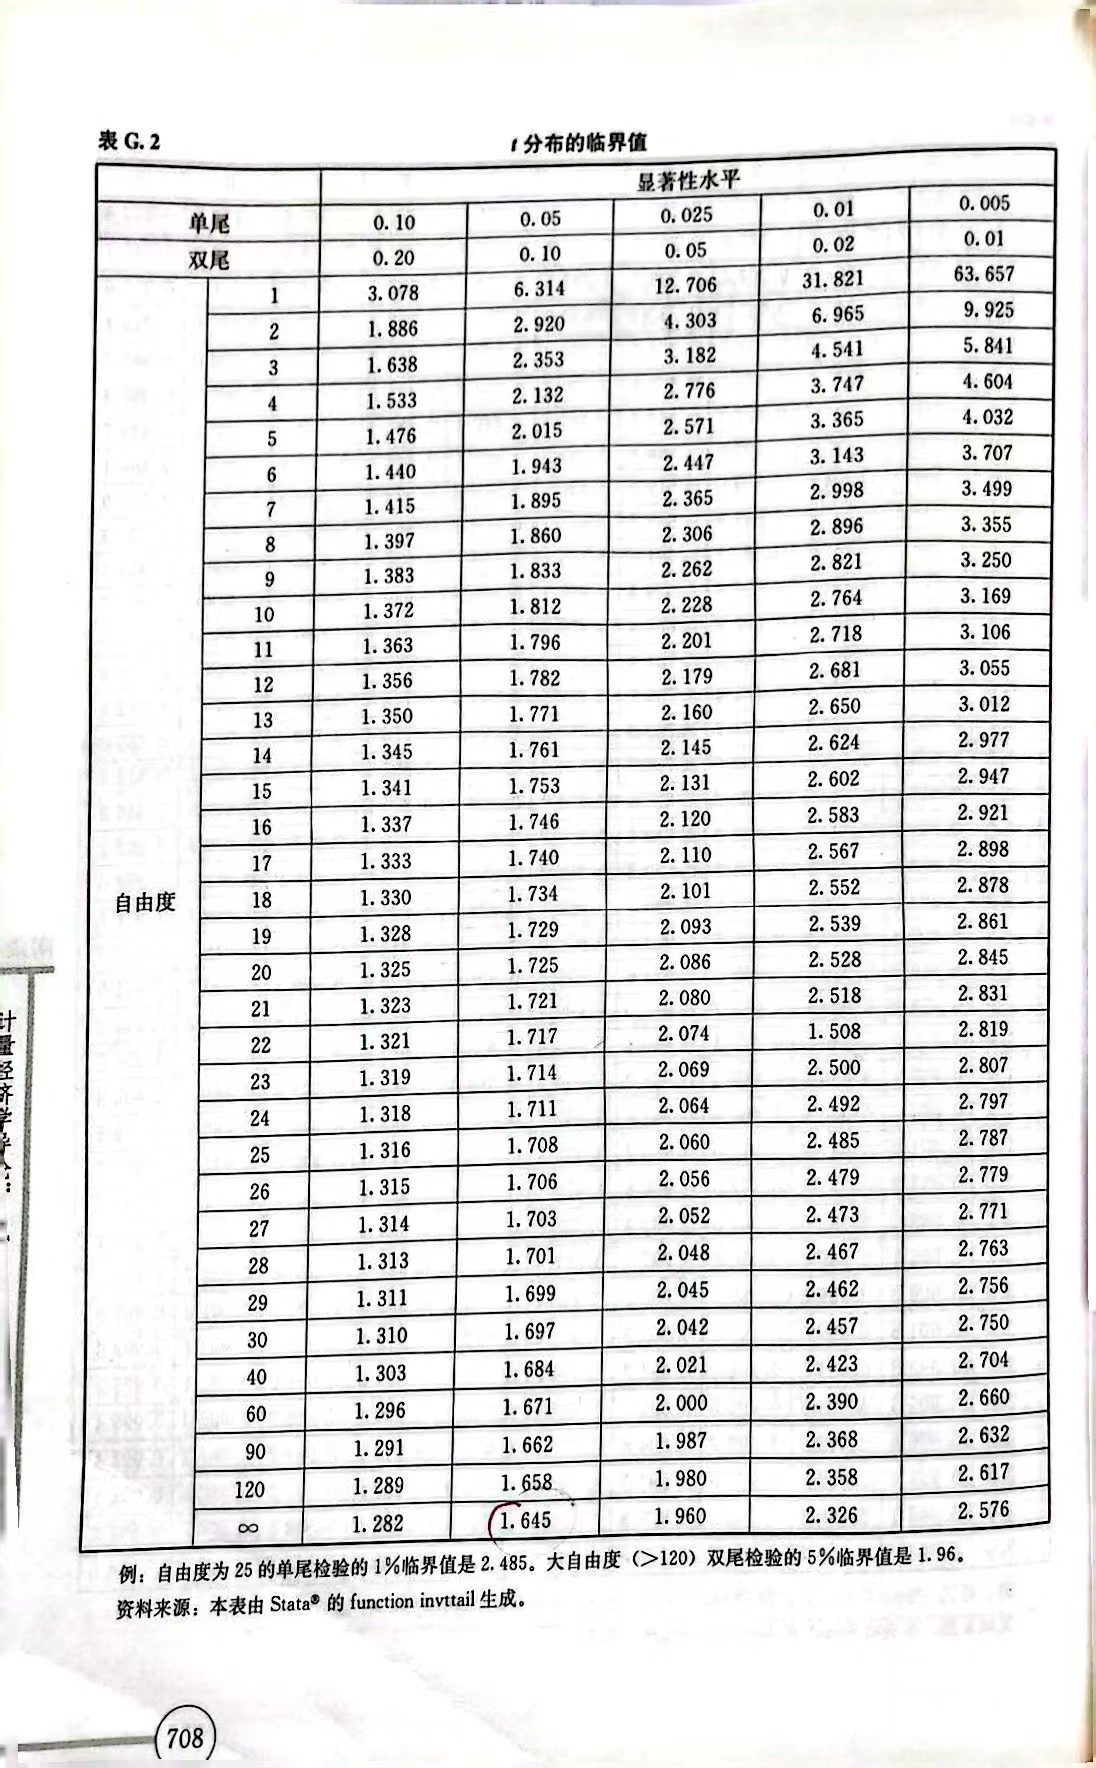 表 G. 2 t 分布的临界值
显著性水平
单尾 0. 10 0. 05 0. 025 0. 01 0. 005
双尾 0. 20 0. 10 0. 05 0. 02 0. 01
1 3. 078 6. 314 12. 706 31. 821 63. 657
2 1. 886 2. 920 4. 303 6. 965 9. 925
3 1. 638 2. 353 3. 182 4. 541 5. 841
4 1. 533 2. 132 2. 776 3. 747 4. 604
5 1. 476 2. 015 2. 571 3. 365 4. 032
6 1. 440 1. 943 2. 447 3. 143 3. 707
7 1. 415 1. 895 2. 365 2. 998 3. 499
8 1. 397 1. 860 2. 306 2. 896 3. 355
9 1. 383 1. 833 2. 262 2. 821 3. 250
10 1. 372 1. 812 2. 228 2. 764 3. 169
11 1. 363 1. 796 2. 201 2. 718 3. 106
12 1. 356 1. 782 2. 179 2. 681 3. 055
13 1. 350 1. 771 2. 160 2. 650 3. 012
14 1. 345 1. 761 2. 145 2. 624 2. 977
15 1. 341 1. 753 2. 131 2. 602 2. 947
16 1. 337 1. 746 2. 120 2. 583 2. 921
17 1. 333 1. 740 2. 110 2. 567 2. 898
自由度 18 1. 330 1. 734 2. 101 2. 552 2. 878
19 1. 328 1. 729 2. 093 2. 539 2. 861
20 1. 325 1. 725 2. 086 2. 528 2. 845
21 1. 323 1. 721 2. 080 2. 518 2. 831
22 1. 321 1. 717 2. 074 1. 508 2. 819
23 1. 319 1. 714 2. 069 2. 500 2. 807
24 1. 318 1. 711 2. 064 2. 492 2. 797
25 1. 316 1. 708 2. 060 2. 485 2. 787
26 1. 315 1. 706 2. 056 2. 479 2. 779
27 1. 314 1. 703 2. 052 2. 473 2. 771
28 1. 313 1. 701 2. 048 2. 467 2. 763
29 1. 311 1. 699 2. 045 2. 462 2. 756
30 1. 310 1. 697 2. 042 2. 457 2. 750
40 1. 303 1. 684 2. 021 2. 423 2. 704
60 1. 296 1. 671 2. 000 2. 390 2. 660
90 1. 291 1. 662 1. 987 2. 368 2. 632
120 1. 289 1. 658 1. 980 2. 358 2. 617
∞ 1. 282 1. 645 1. 960 2. 326 2. 576
例：自由度为 25 的单尾检验的 1%临界值是 2. 485。大自由度（>120）双尾检验的 5%临界值是 1. 96。
资料来源：本表由 Stata® 的 function invttail 生成。
计量经济学导
708